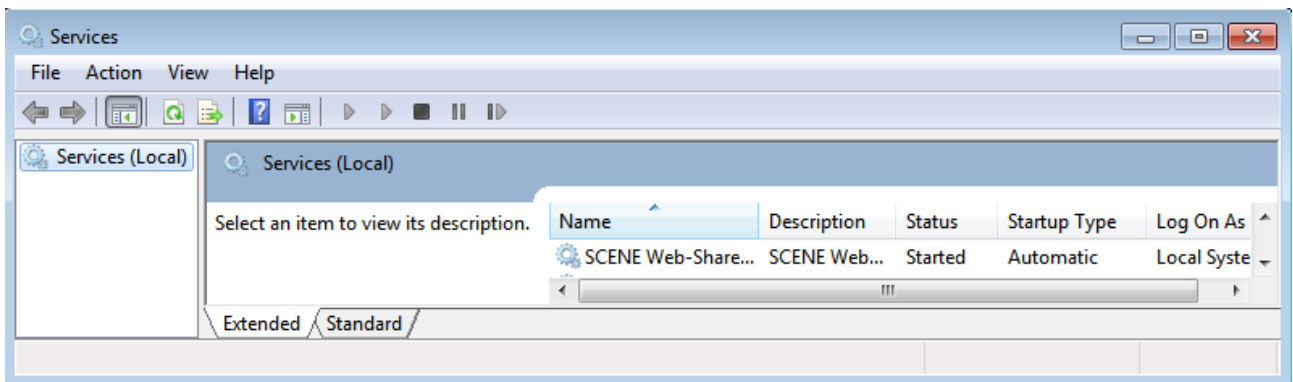 Services
File Action View Help
Services (Local)
Services (Local)
Select an item to view its description.
Name Description Status Startup Type Log On As
SCENE Web-Share... SCENE Web... Started Automatic Local Syste
Extended Standard